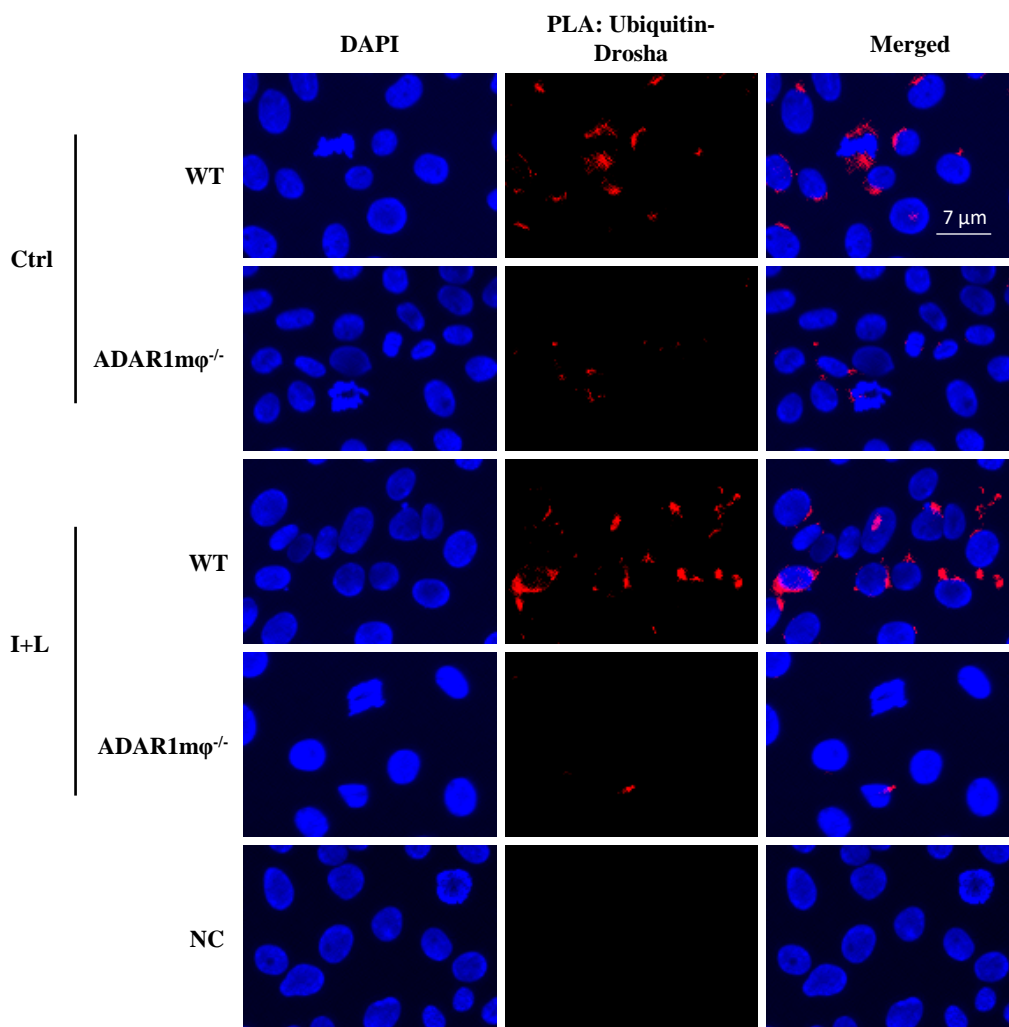 DAPI
PLA: Ubiquitin-
Drosha
Merged
Ctrl
WT
7 µm
ADAR1mφ-/-
I+L
WT
ADAR1mφ-/-
NC